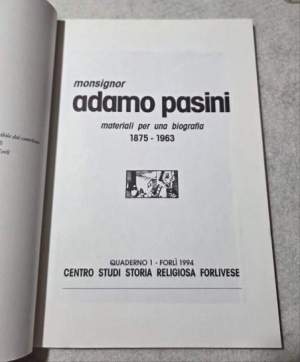 monsignor
adamo pasini
materiali per una biografia
1875 - 1963
QUADERNO 1 - FORLÌ 1994
CENTRO STUDI STORIA RELIGIOSA FORLIVESE